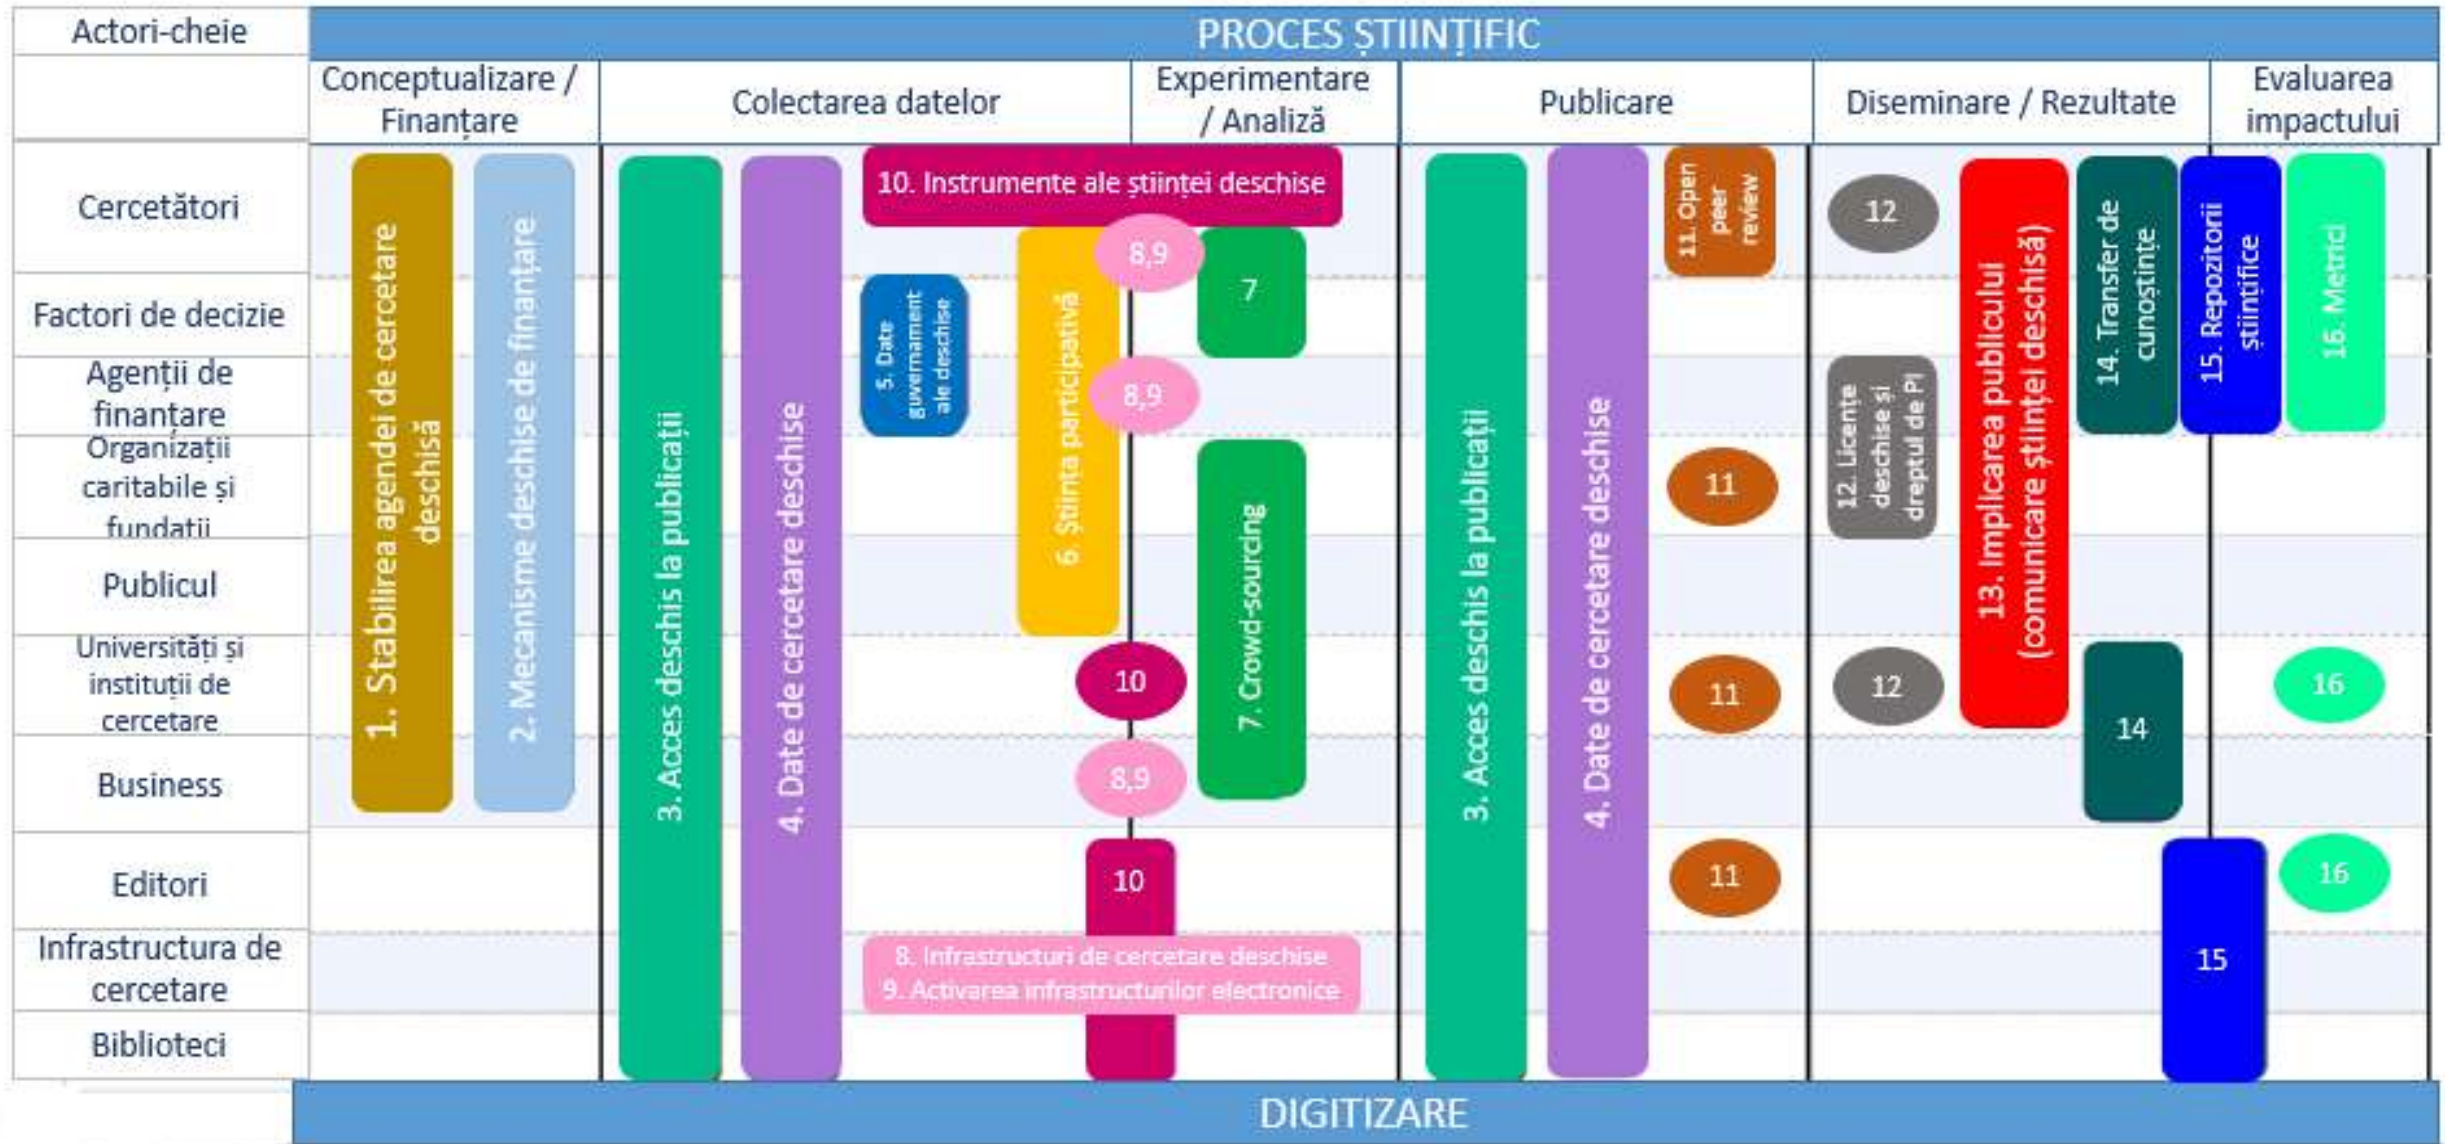 Actori-cheie
PROCES ȘTIINȚIFIC
Conceptualizare /
Finanțare
Colectarea datelor
Experimentare
/ Analiză
Publicare
Diseminare / Rezultate
Evaluarea
impactului
Cercetători
Factori de decizie
Agenții de
finanțare
Organizații
caritabile și
fundații
Publicul
Universități și
instituții de
cercetare
Business
Editori
Infrastructura de
cercetare
Biblioteci
1. Stabilirea agendei de cercetare
deschisă
2. Mecanisme deschise de finanțare
3. Acces deschis la publicații
4. Date de cercetare deschise
10. Instrumente ale științei deschise
5. Date
guvernament
ale deschise
6. Știința participativă
8,9
7
8,9
7. Crowd-sourcing
10
8,9
10
8. Infrastructuri de cercetare deschise
9. Activarea infrastructurilor electronice
3. Acces deschis la publicații
4. Date de cercetare deschise
11. Open
peer
review
11
11
11
12
12. Licențe
deschise și
dreptul de PI
12
13. Implicarea publicului
(comunicare științei deschisă)
14. Transfer de
cunoștințe
14
15. Repozitorii
științifice
15
16. Metrici
16
16
DIGITIZARE